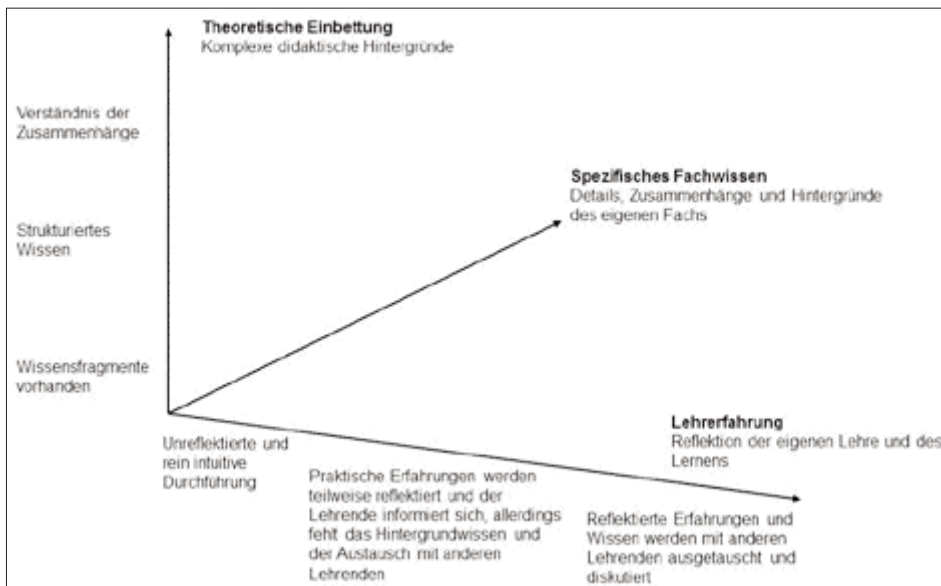 Theoretische Einbettung
Komplexe didaktische Hintergründe
Verständnis der
Zusammenhänge
Spezifisches Fachwissen
Details, Zusammenhänge und Hintergründe
des eigenen Fachs
Strukturiertes
Wissen
Wissensfragmente
vorhanden
Lehrerfahrung
Reflektion der eigenen Lehre und des
Lernens
Unreflektierte und
rein intuitive
Durchführung
Praktische Erfahrungen werden
teilweise reflektiert und der
Lehrende informiert sich, allerdings
feht das Hintergrundwissen und
der Austausch mit anderen
Lehrenden
Reflektierte Erfahrungen und
Wissen werden mit anderen
Lehrenden ausgetauscht und
diskutiert